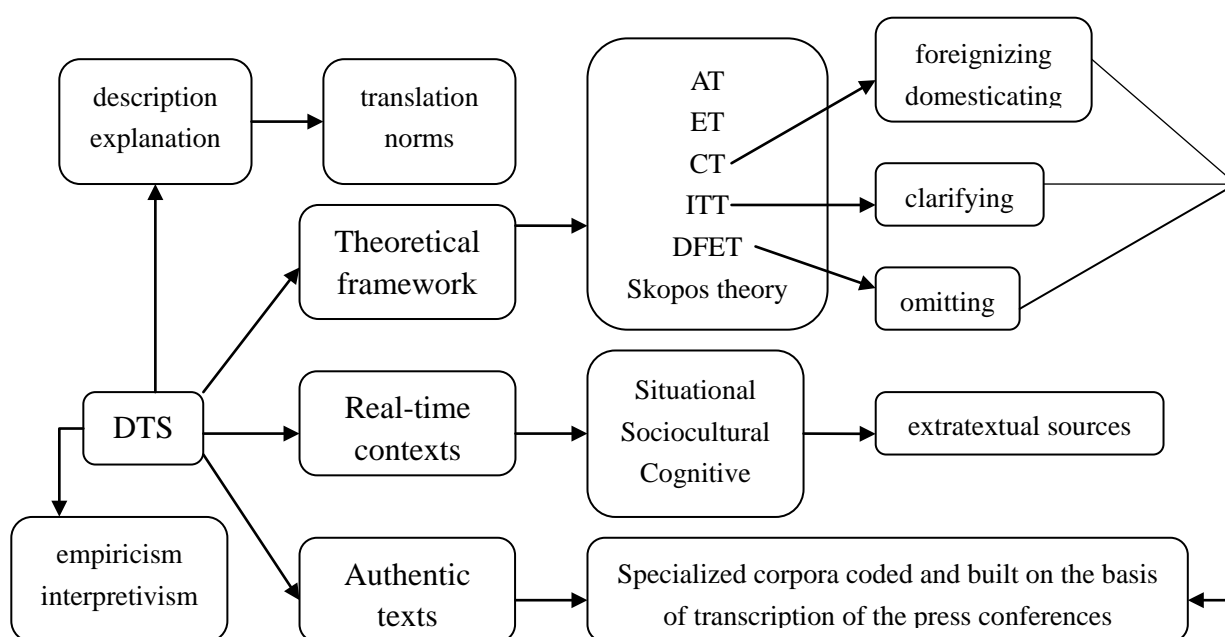 description
explanation
translation
norms
AT
ET
CT
ITT
DFET
Skopos theory
foreignizing
domesticating
clarifying
omitting
Theoretical
framework
DTS
Real-time
contexts
Situational
Sociocultural
Cognitive
extratextual sources
empiricism
interpretivism
Authentic
texts
Specialized corpora coded and built on the basis
of transcription of the press conferences